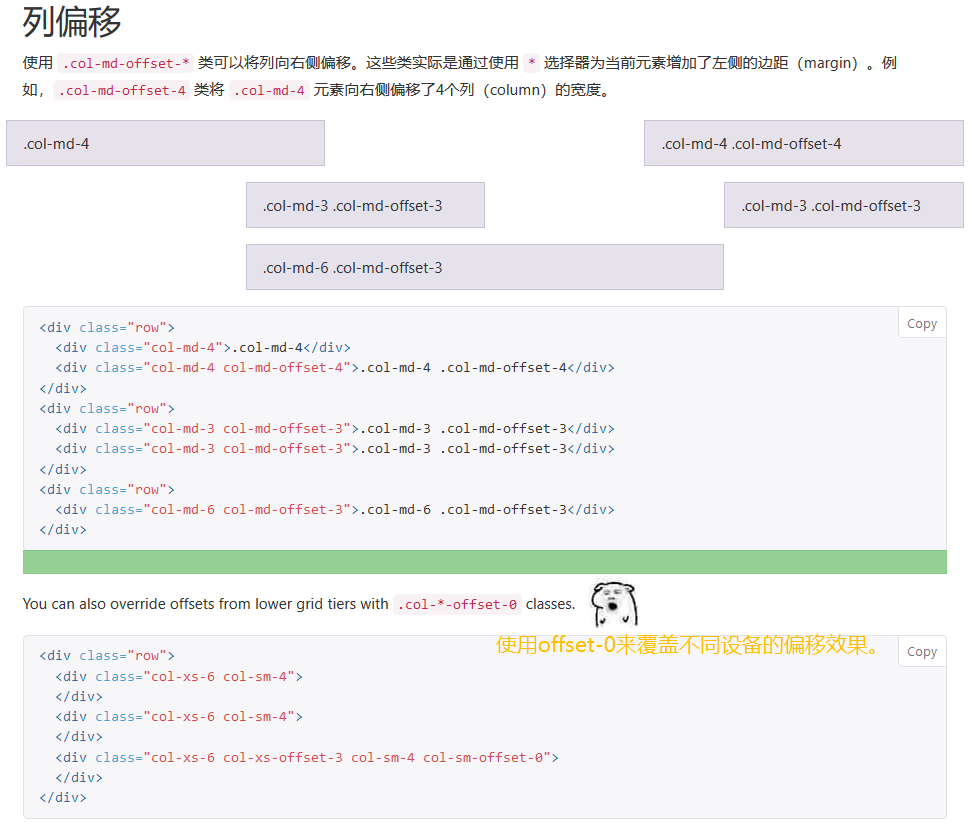 列偏移
使用 .col-md-offset-* 类可以将列向右侧偏移。这些类实际是通过使用 * 选择器为当前元素增加了左侧的边距（margin）。例
如，.col-md-offset-4 类将 .col-md-4 元素向右侧偏移了4个列（column）的宽度。
.col-md-4
.col-md-4 .col-md-offset-4
.col-md-3 .col-md-offset-3
.col-md-3 .col-md-offset-3
.col-md-6 .col-md-offset-3
Copy
<div class="row">
  <div class="col-md-4">.col-md-4</div>
  <div class="col-md-4 col-md-offset-4">.col-md-4 .col-md-offset-4</div>
</div>
<div class="row">
  <div class="col-md-3 col-md-offset-3">.col-md-3 .col-md-offset-3</div>
  <div class="col-md-3 col-md-offset-3">.col-md-3 .col-md-offset-3</div>
</div>
<div class="row">
  <div class="col-md-6 col-md-offset-3">.col-md-6 .col-md-offset-3</div>
</div>
You can also override offsets from lower grid tiers with .col-*-offset-0 classes.
使用offset-0来覆盖不同设备的偏移效果。
Copy
<div class="row">
  <div class="col-xs-6 col-sm-4">
  </div>
  <div class="col-xs-6 col-sm-4">
  </div>
  <div class="col-xs-6 col-xs-offset-3 col-sm-4 col-sm-offset-0">
  </div>
</div>